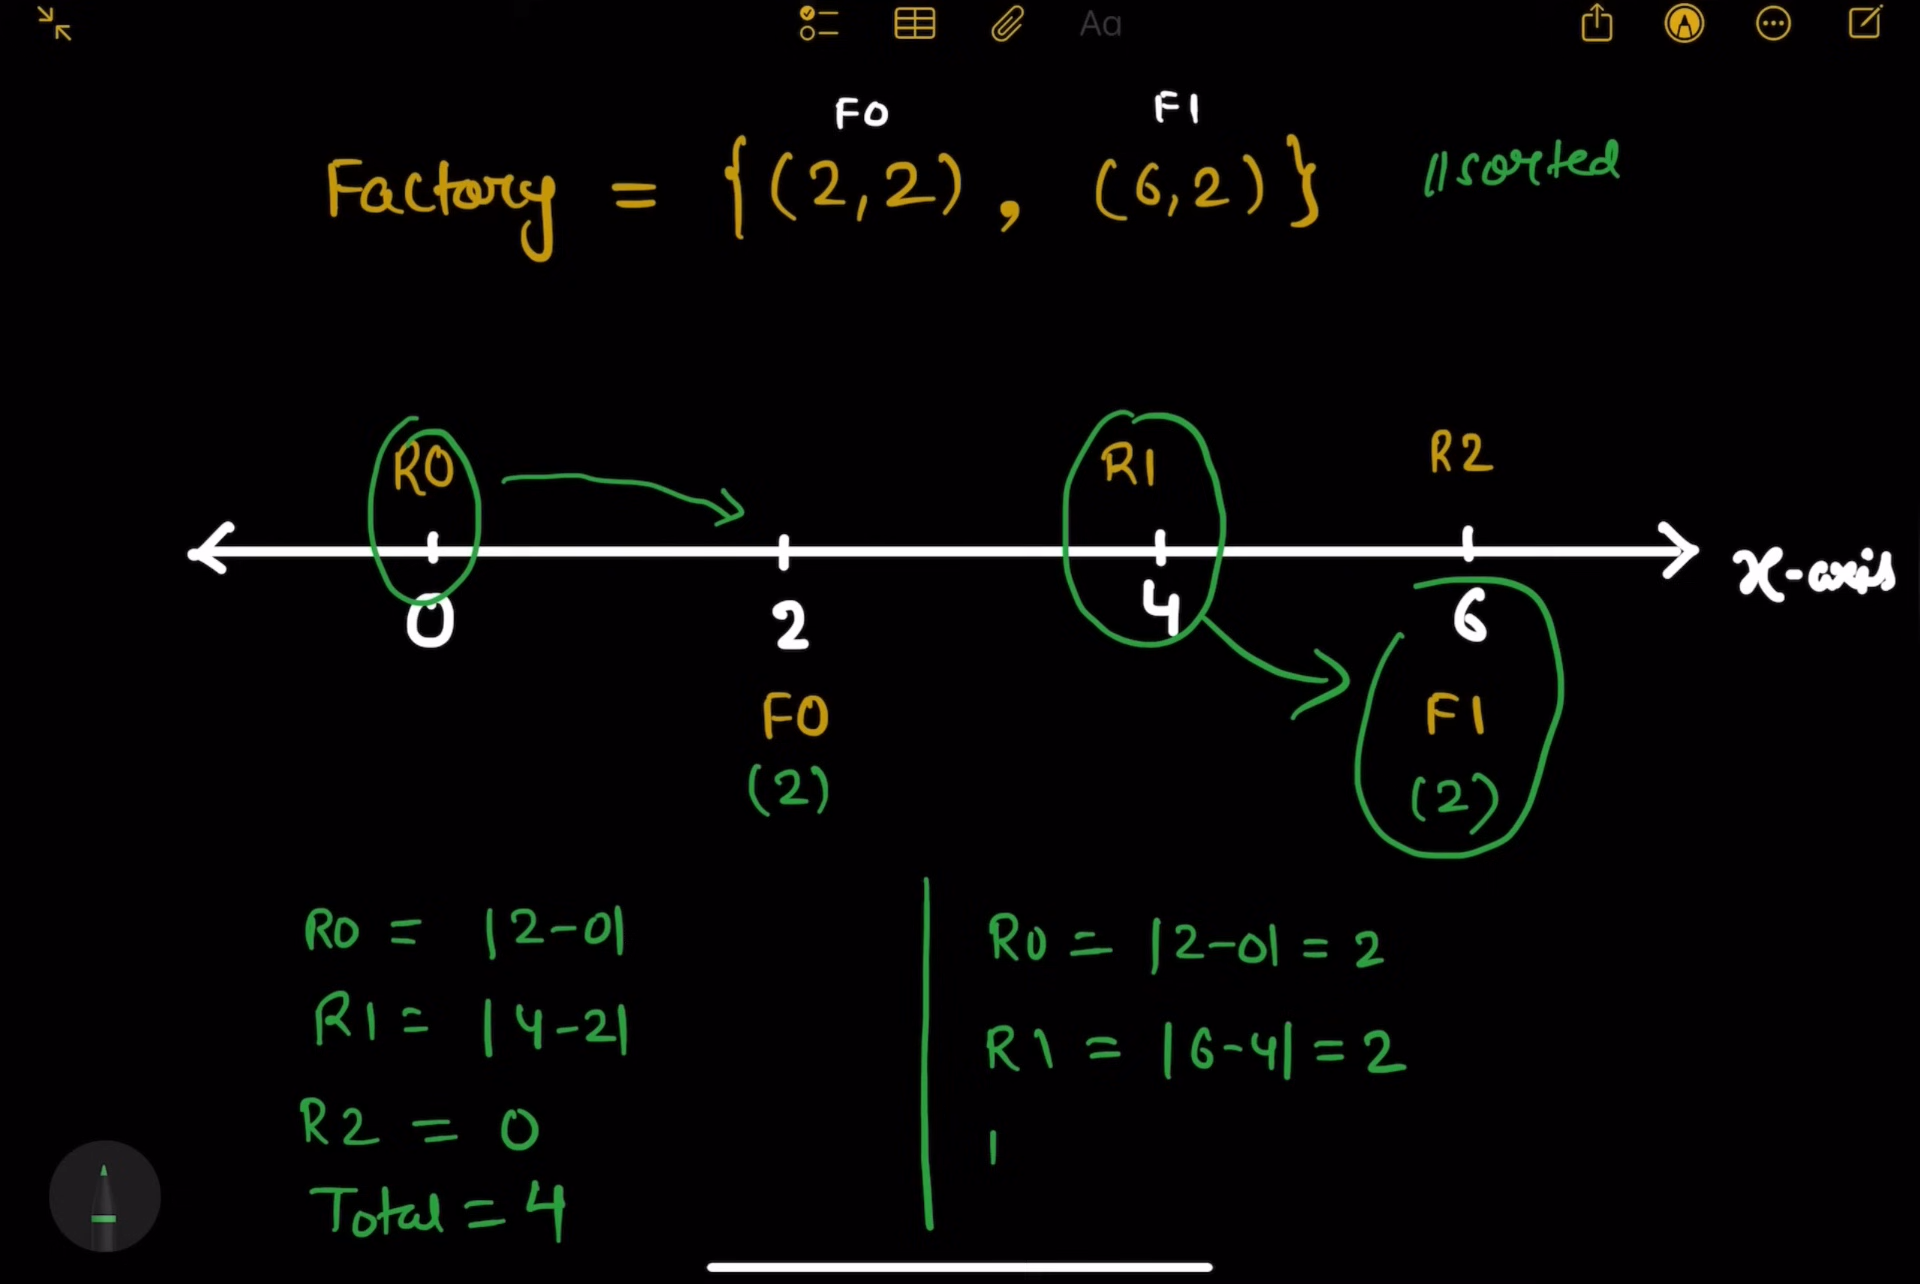 Aa
F0 F1
Factory = {(2,2), (6,2)} //sorted
R0 R1 R2
0 2 4 6 x-axis
F0 F1
(2) (2)
R0 = |2-0|
R1 = |4-2|
R2 = 0
Total = 4
R0 = |2-0| = 2
R1 = |6-4| = 2